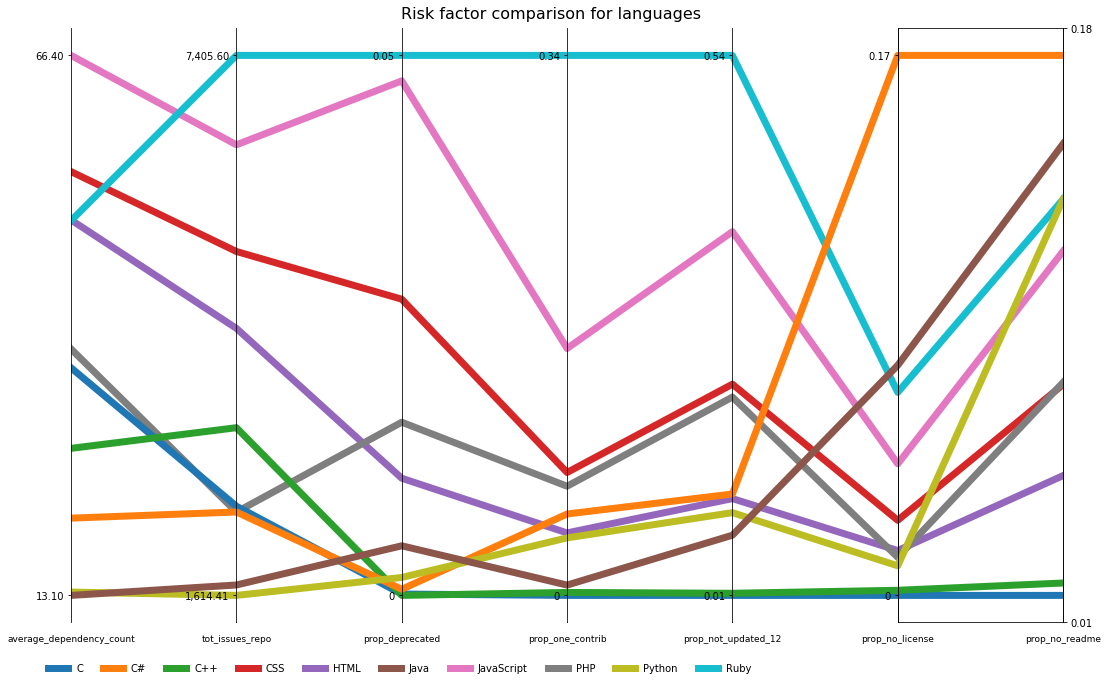 Risk factor comparison for languages
0.18
66.40 7,405.60 0.05 0.34 0.54 0.17
13.10 1,614.41 0 0 0.01 0
0.01
average_dependency_count tot_issues_repo prop_deprecated prop_one_contrib prop_not_updated_12 prop_no_license prop_no_readme
C C# C++ CSS HTML Java JavaScript PHP Python Ruby